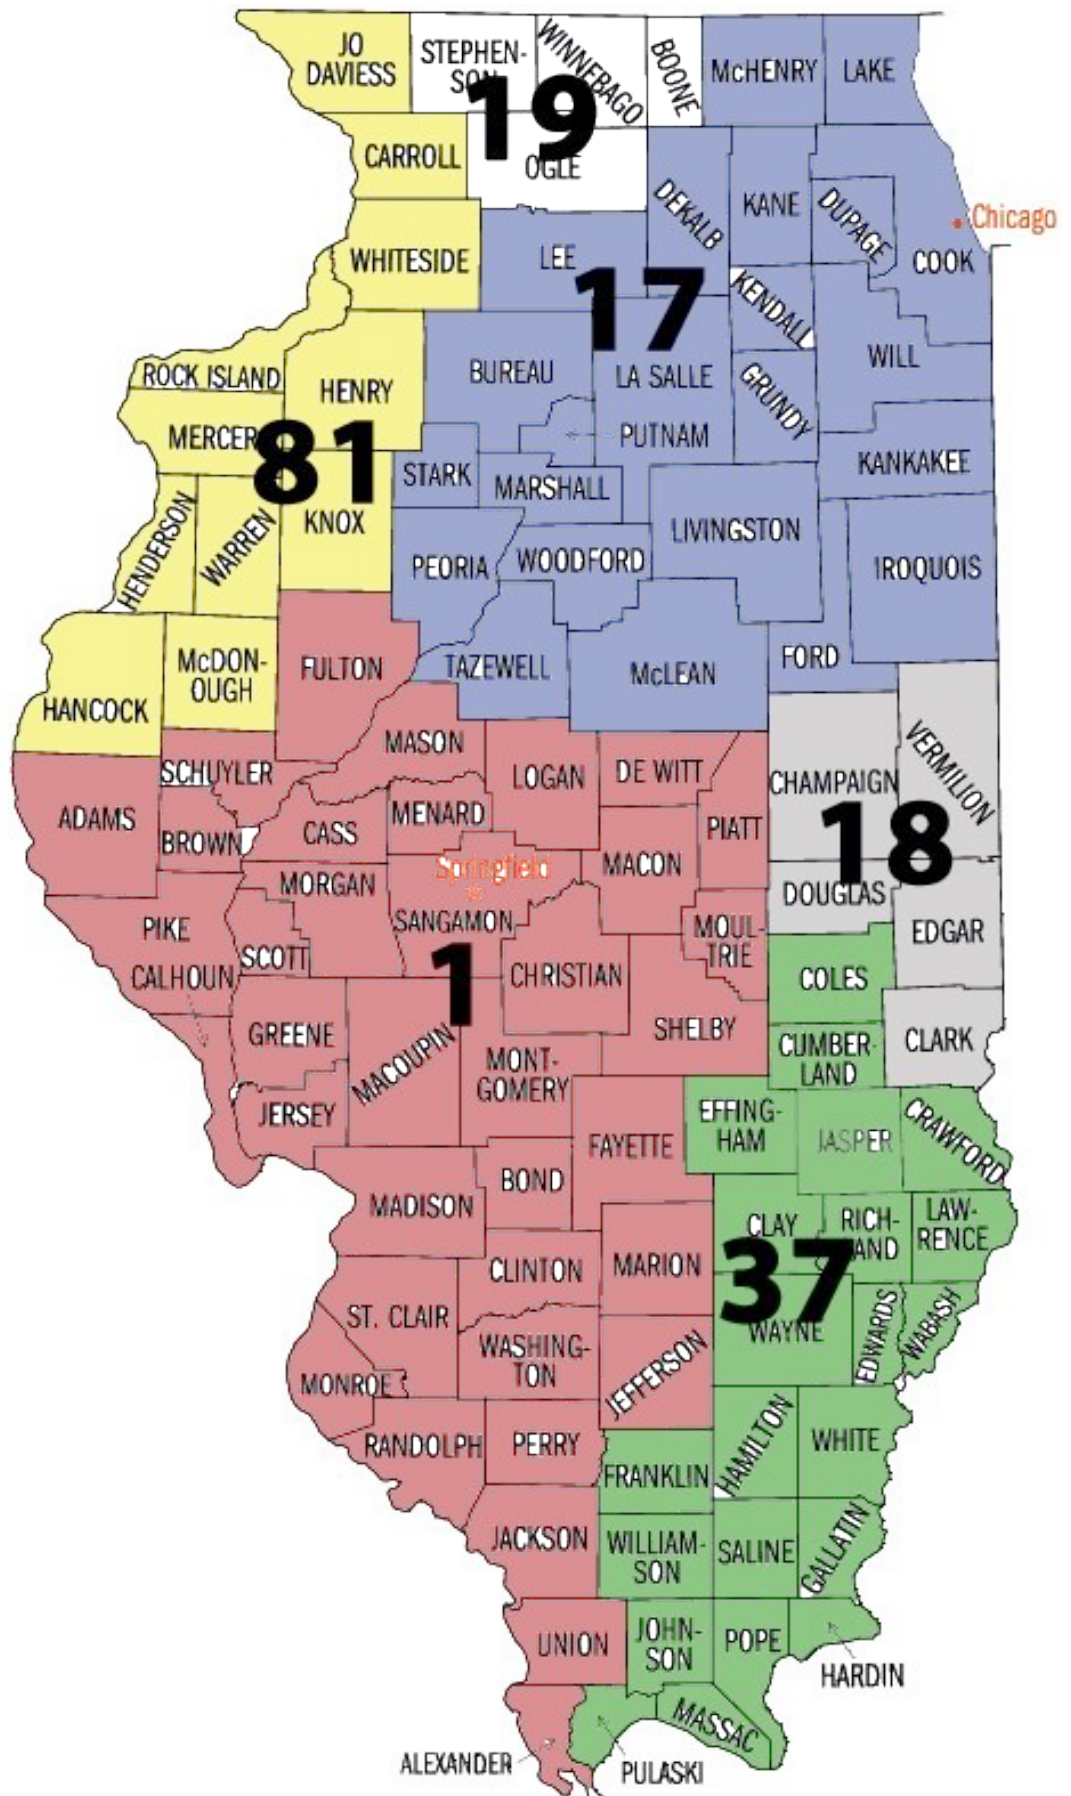 JO
DAVIESS
STEPHEN-
SON
WINNEBAGO
BOONE
McHENRY
LAKE
19
CARROLL
OGLE
DEKALB
KANE
DUPAGE
Chicago
COOK
WHITESIDE
LEE
17
KENDALL
ROCK ISLAND
HENRY
BUREAU
LA SALLE
GRUNDY
WILL
MERCER
81
PUTNAM
KANKAKEE
STARK
MARSHALL
HENDERSON
WARREN
KNOX
PEORIA
WOODFORD
LIVINGSTON
IROQUOIS
HANCOCK
McDON-
OUGH
FULTON
TAZEWELL
McLEAN
FORD
SCHUYLER
MASON
LOGAN
DE WITT
CHAMPAIGN
VERMILION
ADAMS
BROWN
CASS
MENARD
PIATT
18
Springfield
MACON
MORGAN
DOUGLAS
PIKE
SCOTT
SANGAMON
MOUL-
TRIE
EDGAR
CALHOUN
1
CHRISTIAN
COLES
GREENE
MACOUPIN
SHELBY
CUMBER-
LAND
CLARK
MONT-
GOMERY
JERSEY
FAYETTE
EFFING-
HAM
JASPER
CRAWFORD
MADISON
BOND
CLAY
RICH-
LAND
LAW-
RENCE
CLINTON
MARION
37
ST. CLAIR
WAYNE
EDWARDS
WABASH
WASHING-
TON
JEFFERSON
MONROE
RANDOLPH
PERRY
FRANKLIN
HAMILTON
WHITE
JACKSON
WILLIAM-
SON
SALINE
GALLATIN
UNION
JOHN-
SON
POPE
HARDIN
MASSAC
ALEXANDER
PULASKI